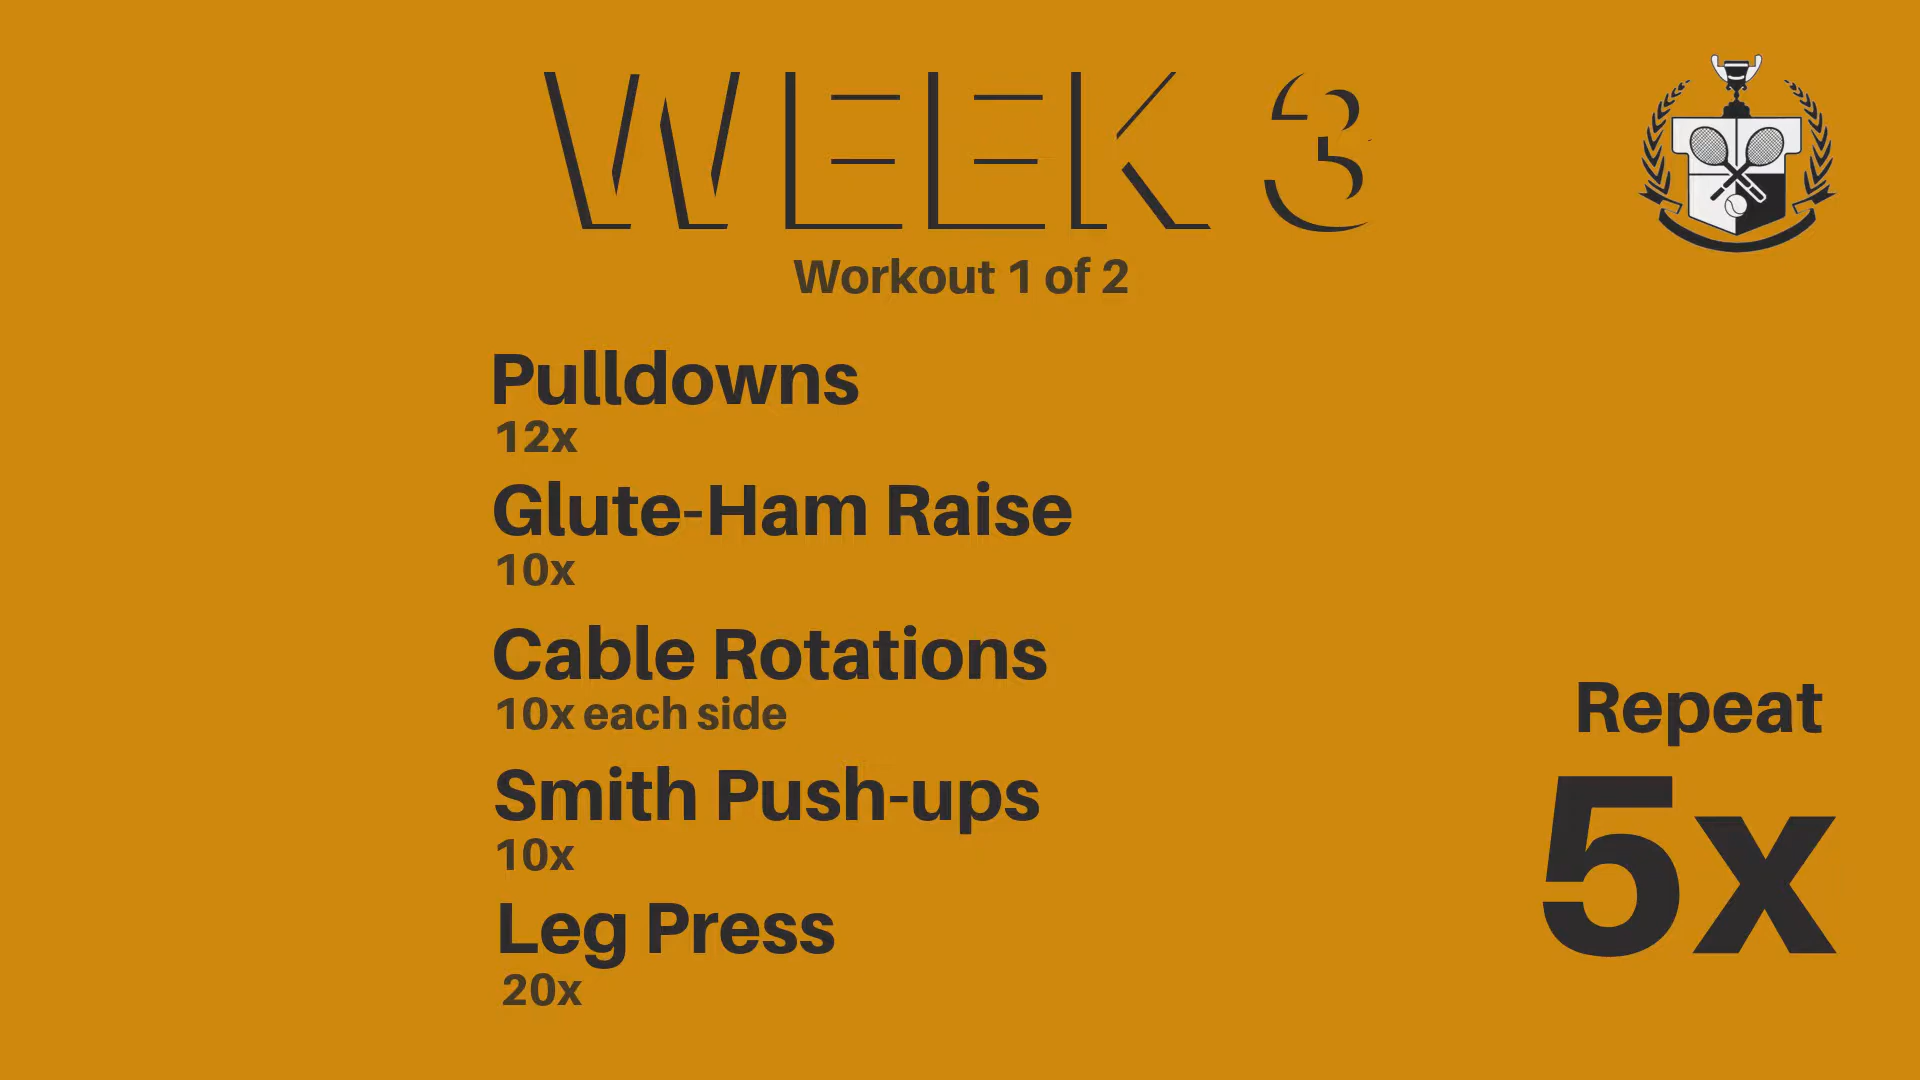 WEEK 3
Workout 1 of 2
Pulldowns
12x
Glute-Ham Raise
10x
Cable Rotations
10x each side
Smith Push-ups
10x
Leg Press
20x
Repeat
5x